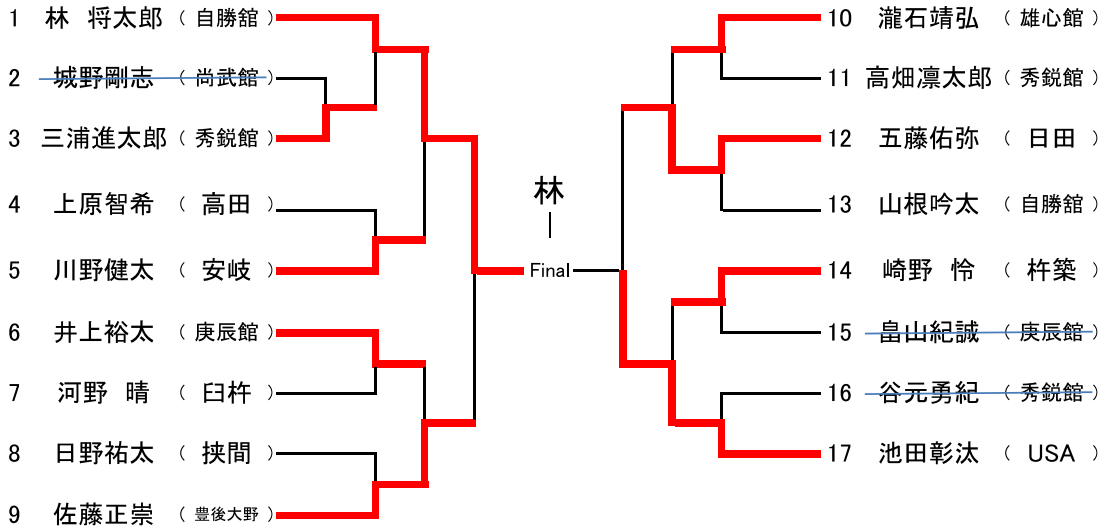 1 林 将太郎 （ 自勝舘 ）
2 城野剛志 （ 尚武館 ）
3 三浦進太郎 （ 秀鋭館 ）
4 上原智希 （ 高田 ）
5 川野健太 （ 安岐 ）
6 井上裕太 （ 庚辰館 ）
7 河野 晴 （ 臼杵 ）
8 日野祐太 （ 挟間 ）
9 佐藤正崇 （ 豊後大野 ）
林
Final
10 瀧石靖弘 （ 雄心館 ）
11 高畑凛太郎 （ 秀鋭館 ）
12 五藤佑弥 （ 日田 ）
13 山根吟太 （ 自勝舘 ）
14 崎野 怜 （ 杵築 ）
15 畠山紀誠 （ 庚辰館 ）
16 谷元勇紀 （ 秀鋭館 ）
17 池田彰汰 （ USA ）